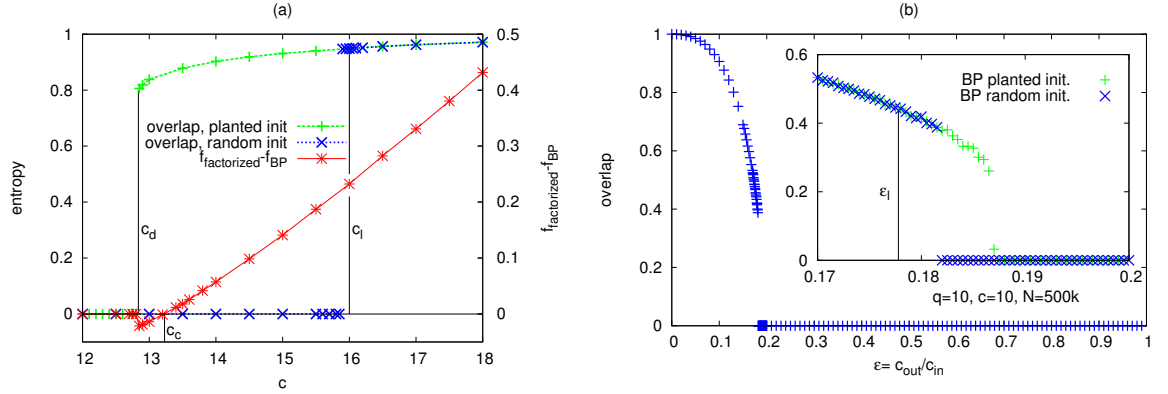 (a)
entropy
1
0.8
0.6
0.4
0.2
0
overlap, planted init
overlap, random init
f_factorized-f_BP
c_d
c_c
c_l
0.5
0.4
0.3
0.2
0.1
0
f_factorized-f_BP
12 13 14 15 16 17 18
c
(b)
overlap
1
0.8
0.6
0.4
0.2
0
0 0.1 0.2 0.3 0.4 0.5 0.6 0.7 0.8 0.9 1
ε= c_out/c_in
0.6
0.4
0.2
0
BP planted init.
BP random init.
ε_l
0.17 0.18 0.19 0.2
q=10, c=10, N=500k